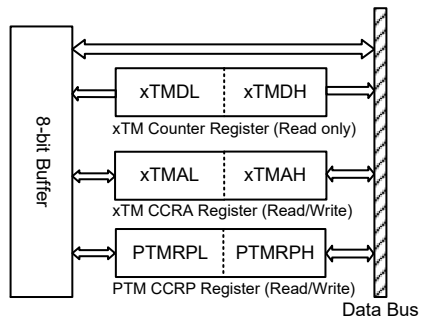 8-bit Buffer
xTMDL xTMDH
xTM Counter Register (Read only)
xTMAL xTMAH
xTM CCRA Register (Read/Write)
PTMRPL PTMRPH
PTM CCRP Register (Read/Write)
Data Bus